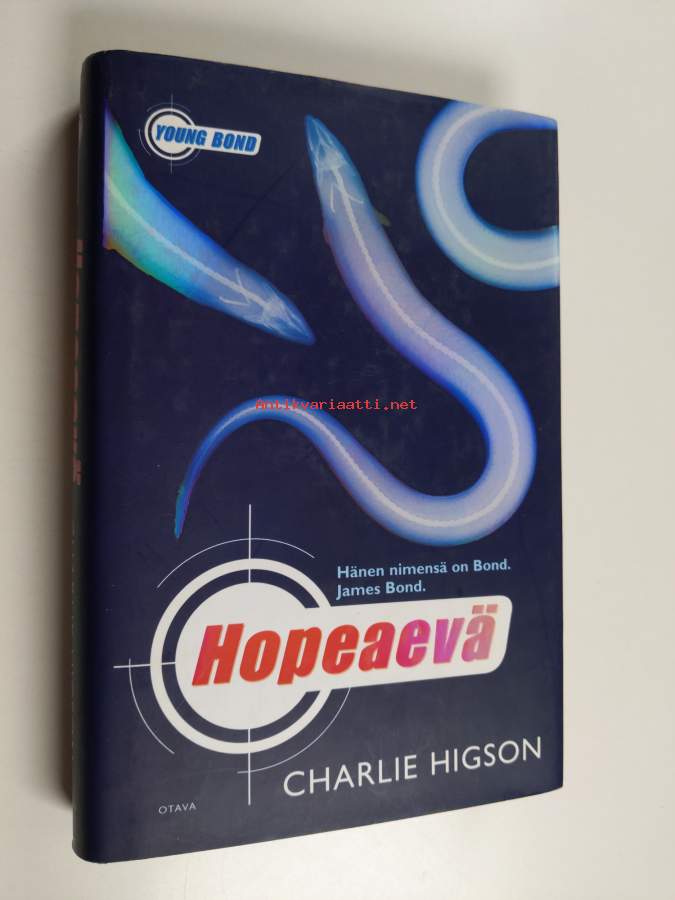 YOUNG BOND
Antikvariaatti.net
Hänen nimensä on Bond.
James Bond.
Hopeaevä
CHARLIE HIGSON
OTAVA